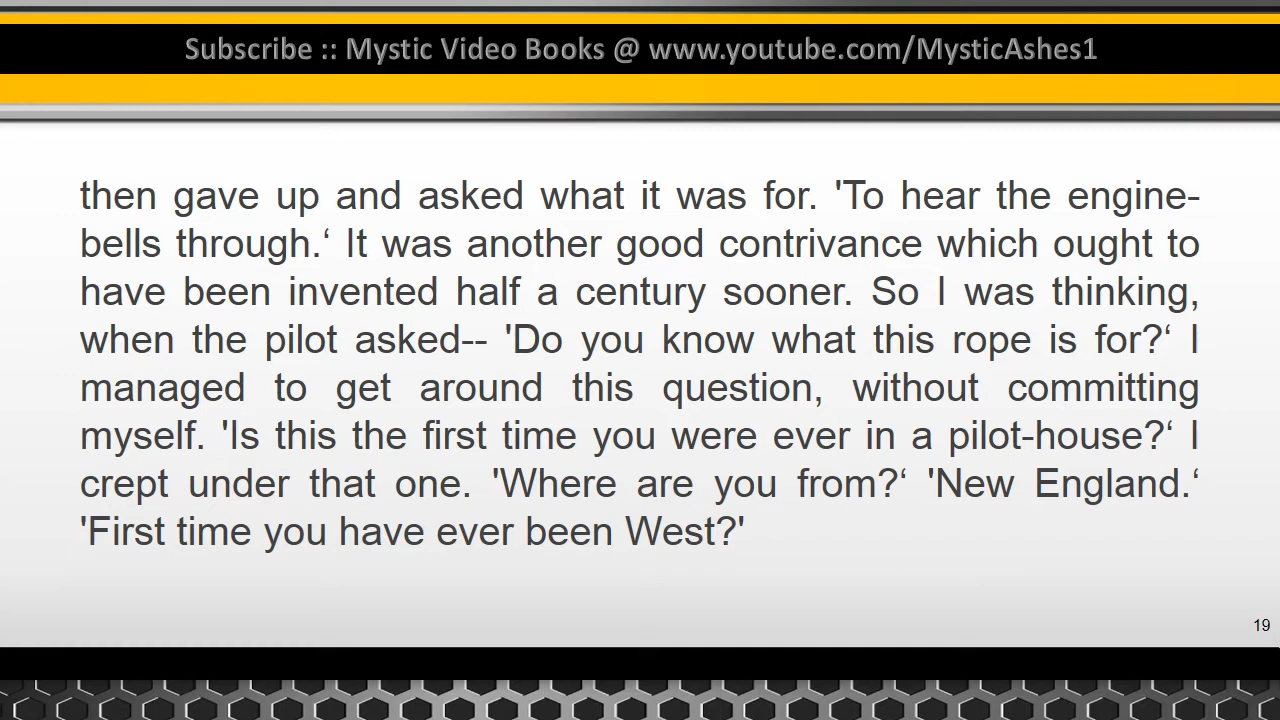 Subscribe :: Mystic Video Books @ www.youtube.com/MysticAshes1
then gave up and asked what it was for. 'To hear the engine-
bells through.‘ It was another good contrivance which ought to
have been invented half a century sooner. So I was thinking,
when the pilot asked-- 'Do you know what this rope is for?‘ I
managed to get around this question, without committing
myself. 'Is this the first time you were ever in a pilot-house?‘ I
crept under that one. 'Where are you from?‘ 'New England.‘
'First time you have ever been West?'
19